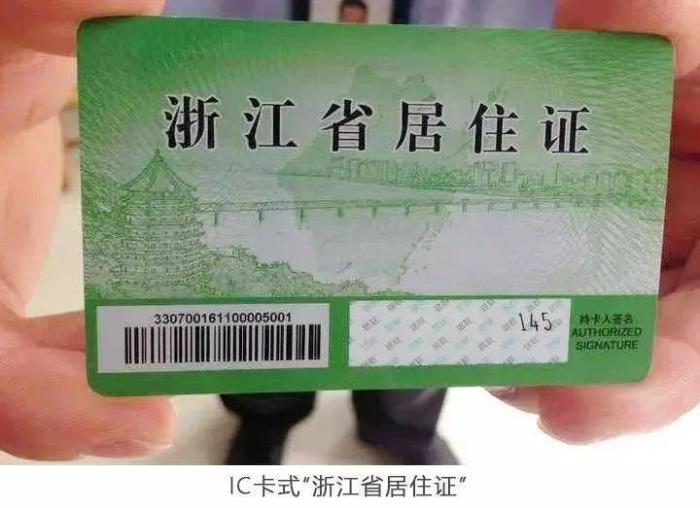 浙江省居住证
330700161100005001
145
持卡人签名
AUTHORIZED
SIGNATURE
IC卡式“浙江省居住证”